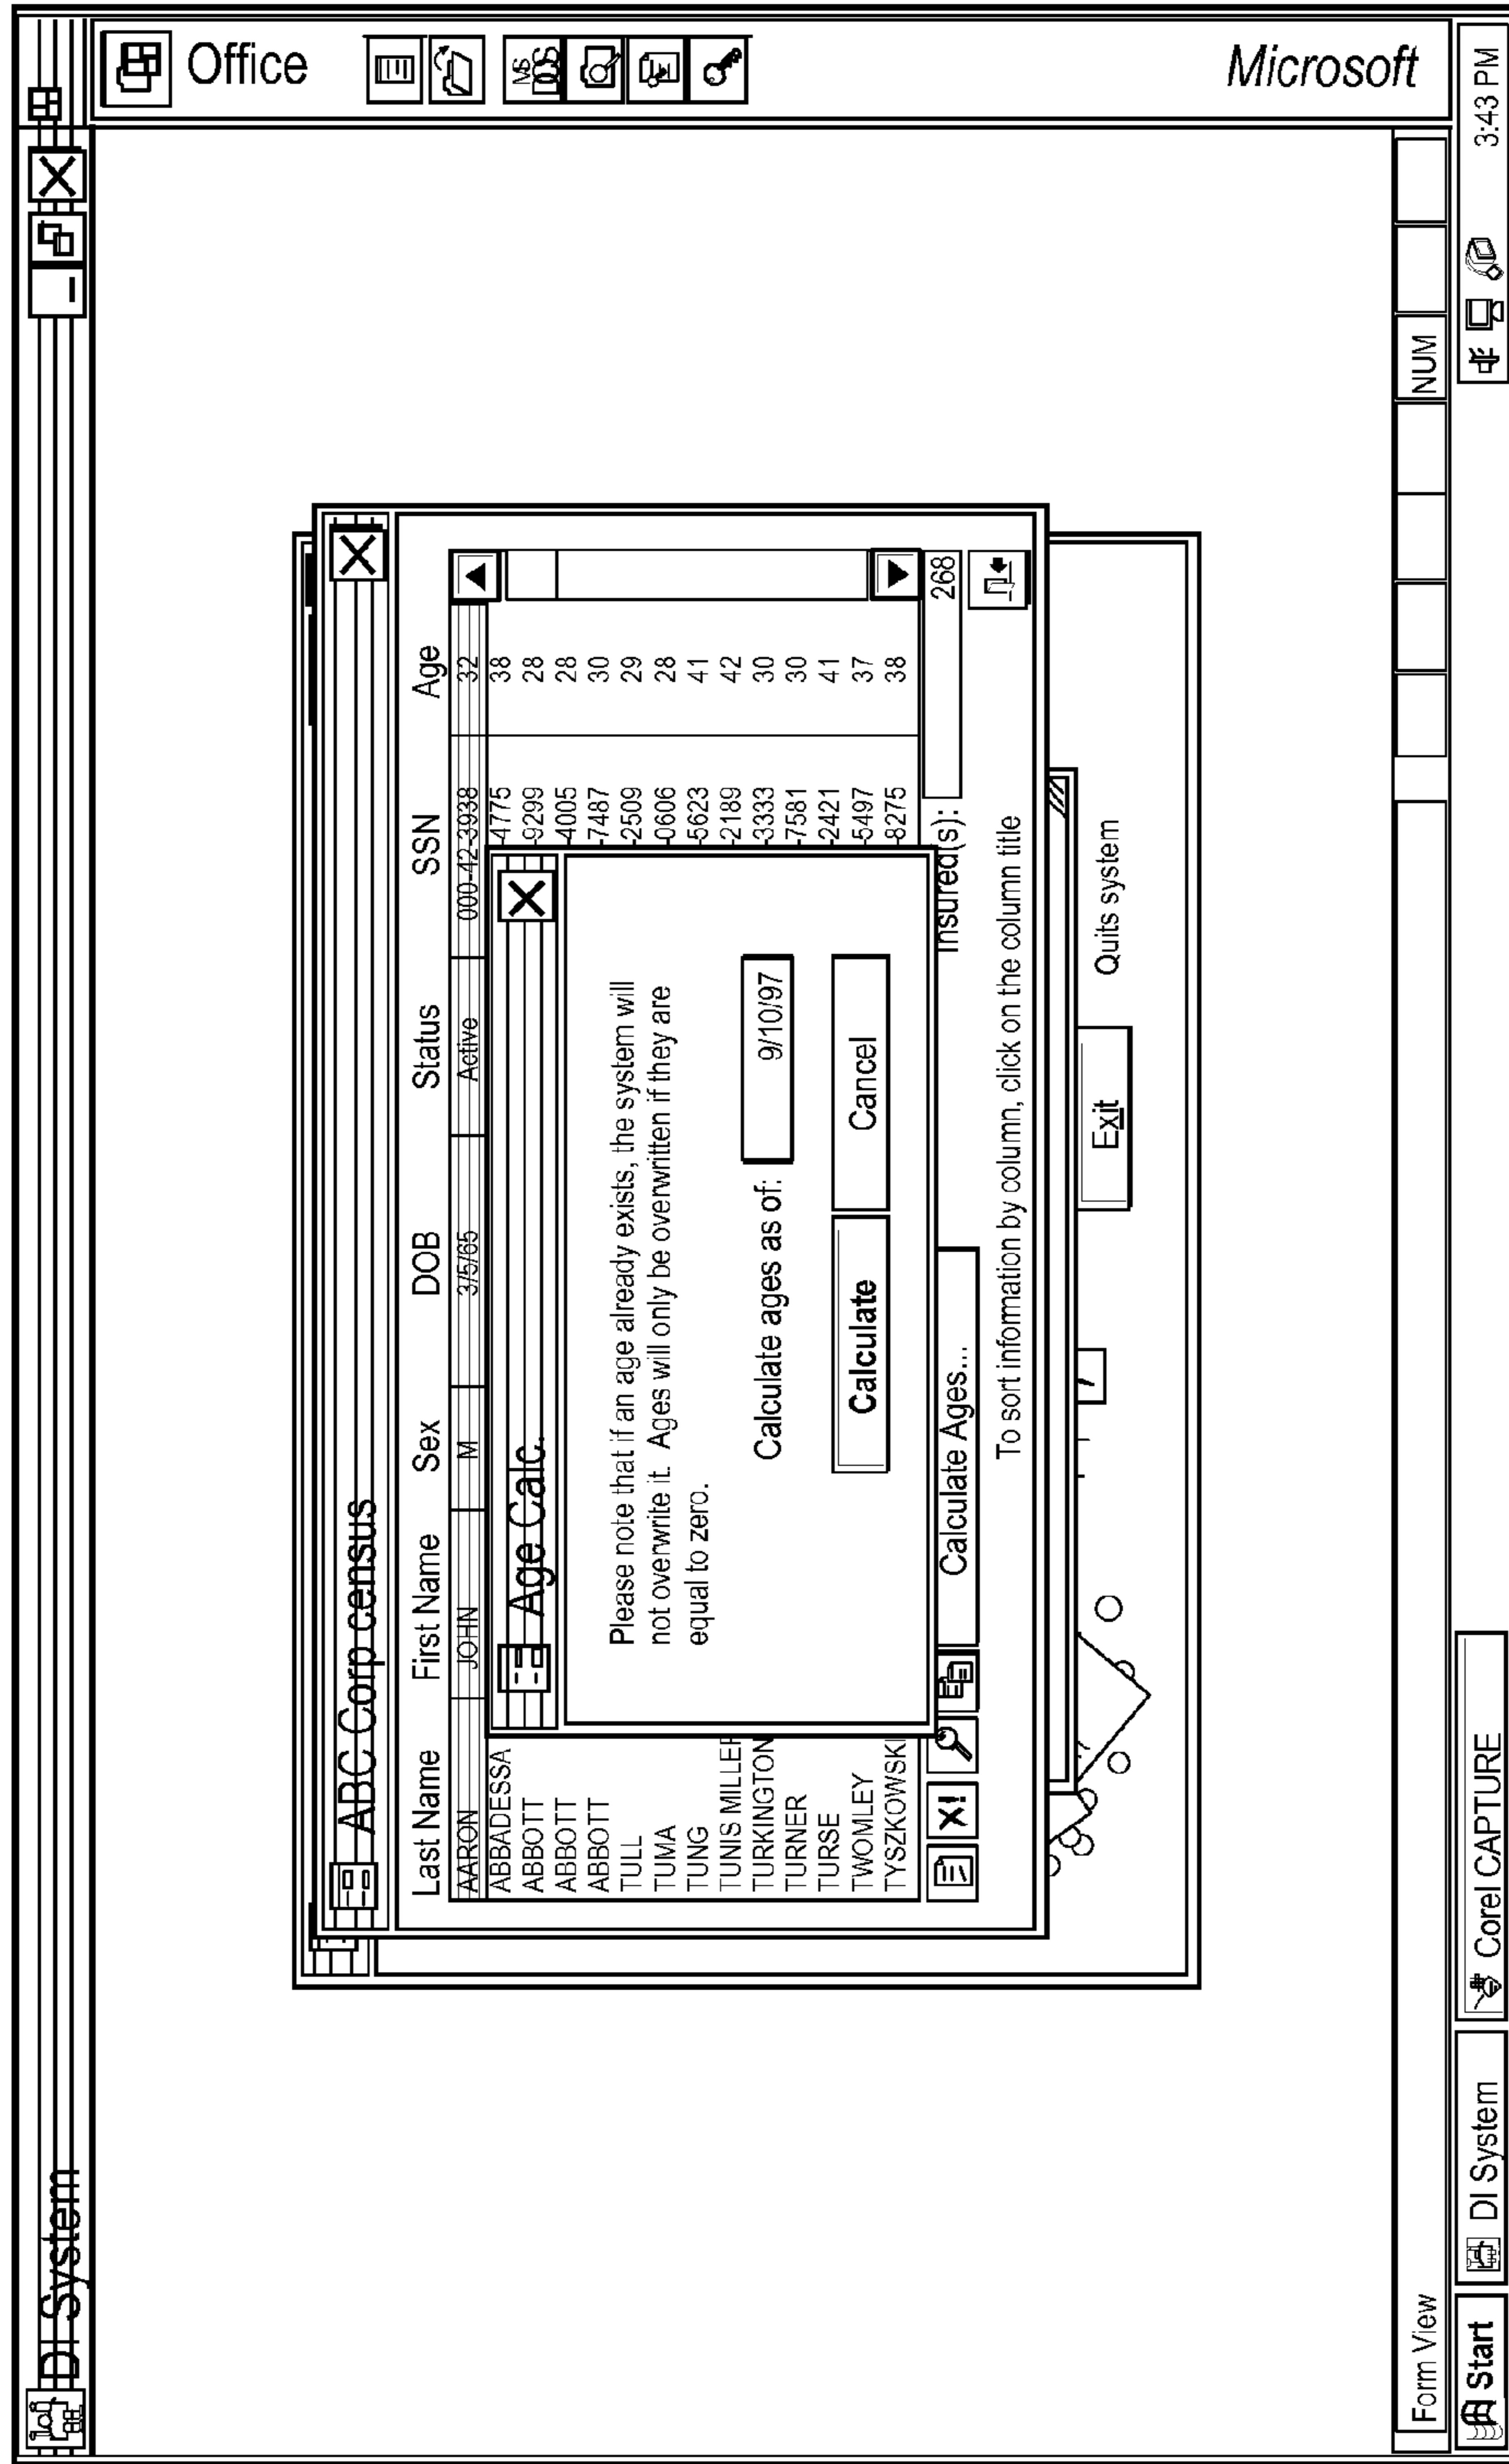 DI System
Office
MS
DOS
Microsoft
ABC Corp census
Last Name First Name Sex DOB Status SSN Age
AARON JOHN M 3/5/65 Active 000-42-3938 32
ABBADESSA -4775 38
ABBOTT -9299 28
ABBOTT -4005 28
ABBOTT -7487 30
TULL -2509 29
TUMA -0606 28
TUNG -5623 41
TUNIS MILLER -2189 42
TURKINGTON -3333 30
TURNER -7581 30
TURSE -2421 41
TWOMLEY -5497 37
TYSZKOWSKI -8275 38
Age Calc.
Please note that if an age already exists, the system will
not overwrite it. Ages will only be overwritten if they are
equal to zero.
Calculate ages as of: 9/10/97
Calculate Cancel
Calculate Ages... Insured(s): 268
To sort information by column, click on the column title
Exit Quits system
Form View NUM
Start DI System Corel CAPTURE 3:43 PM